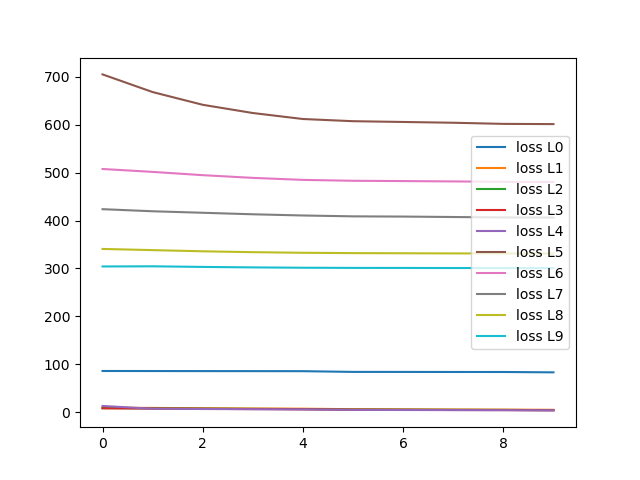 700
600
500
400
300
200
100
0
0 2 4 6 8
loss L0
loss L1
loss L2
loss L3
loss L4
loss L5
loss L6
loss L7
loss L8
loss L9